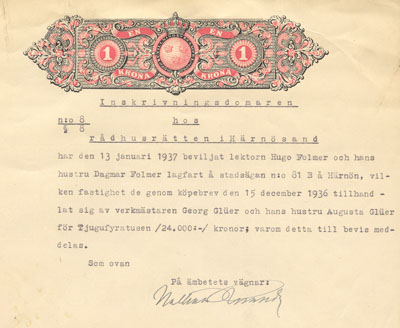 EN EN
1 1
KRONA KRONA
Inskrivningsdomaren
n:o 8 hos
½ 8
rådhusrätten i Härnösand
har den 13 januari 1937 beviljat lektorn Hugo Folmer och hans
hustru Dagmar Folmer lagfart å stadsägan n:o 81 B å Härnön, vil-
ken fastighet de genom köpebrev den 15 december 1936 tillhand-
lat sig av verkmästaren Georg Glüer och hans hustru Augusta Glüer
för Tjugufyratusen /24.000:-/ kronor; varom detta till bevis med-
delas.
Som ovan
På ämbetets vägnar: